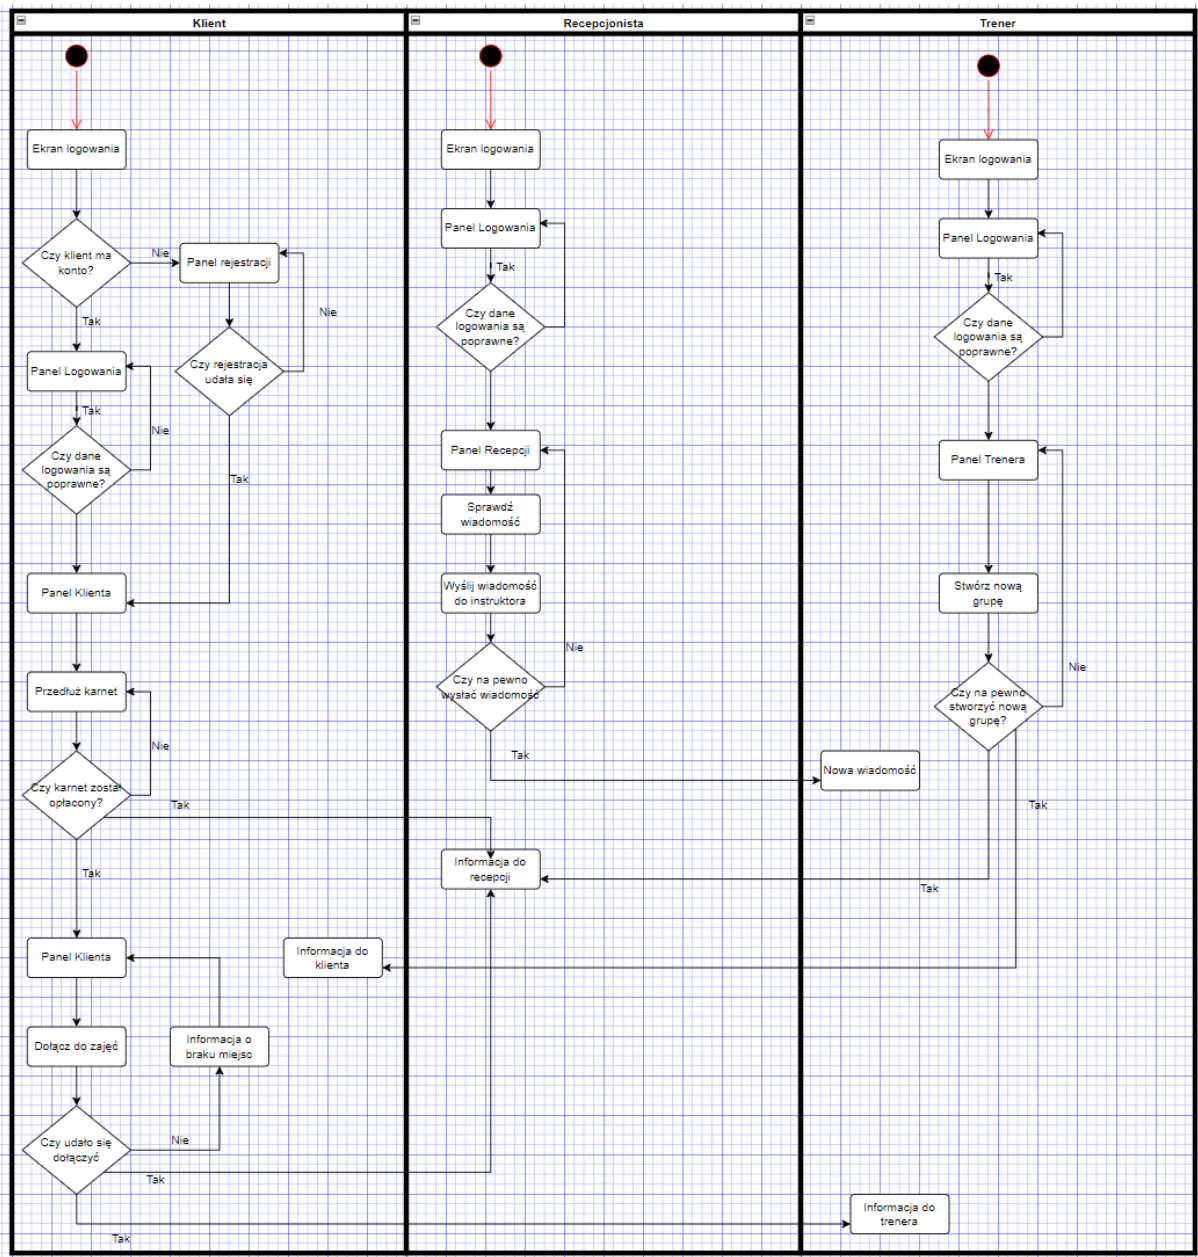 Klient
Recepcjonista
Trener
Ekran logowania
Czy klient ma
konto?
Nie
Panel rejestracji
Nie
Tak
Czy rejestracja
udała się
Panel Logowania
Tak
Nie
Czy dane
logowania są
poprawne?
Tak
Panel Klienta
Przedłuż karnet
Nie
Czy karnet został
opłacony?
Tak
Tak
Panel Klienta
Informacja do
klienta
Dołącz do zajęć
Informacja o
braku miejsc
Czy udało się
dołączyć
Nie
Tak
Tak
Ekran logowania
Panel Logowania
Tak
Czy dane
logowania są
poprawne?
Panel Recepcji
Sprawdź
wiadomość
Wyślij wiadomość
do instruktora
Nie
Czy na pewno
wysłać wiadomość
Tak
Informacja do
recepcji
Ekran logowania
Panel Logowania
Tak
Czy dane
logowania są
poprawne?
Panel Trenera
Stwórz nową
grupę
Nie
Czy na pewno
stworzyć nową
grupę?
Nowa wiadomość
Tak
Tak
Informacja do
trenera